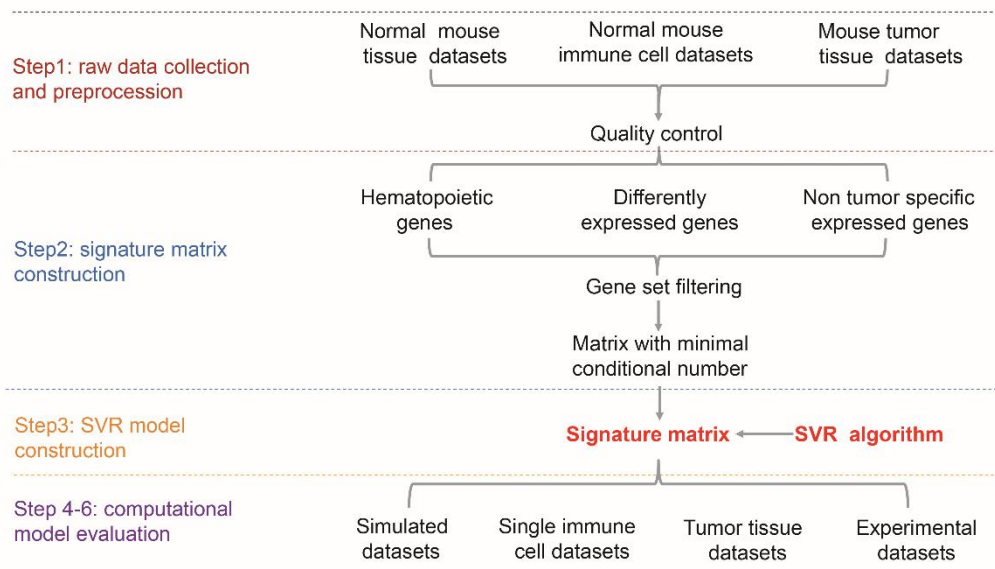 Step1: raw data collection
and preprocession
Normal mouse
tissue datasets
Normal mouse
immune cell datasets
Mouse tumor
tissue datasets
Quality control
Step2: signature matrix
construction
Hematopoietic
genes
Differently
expressed genes
Non tumor specific
expressed genes
Gene set filtering
Matrix with minimal
conditional number
Step3: SVR model
construction
Signature matrix
SVR algorithm
Step 4-6: computational
model evaluation
Simulated
datasets
Single immune
cell datasets
Tumor tissue
datasets
Experimental
datasets